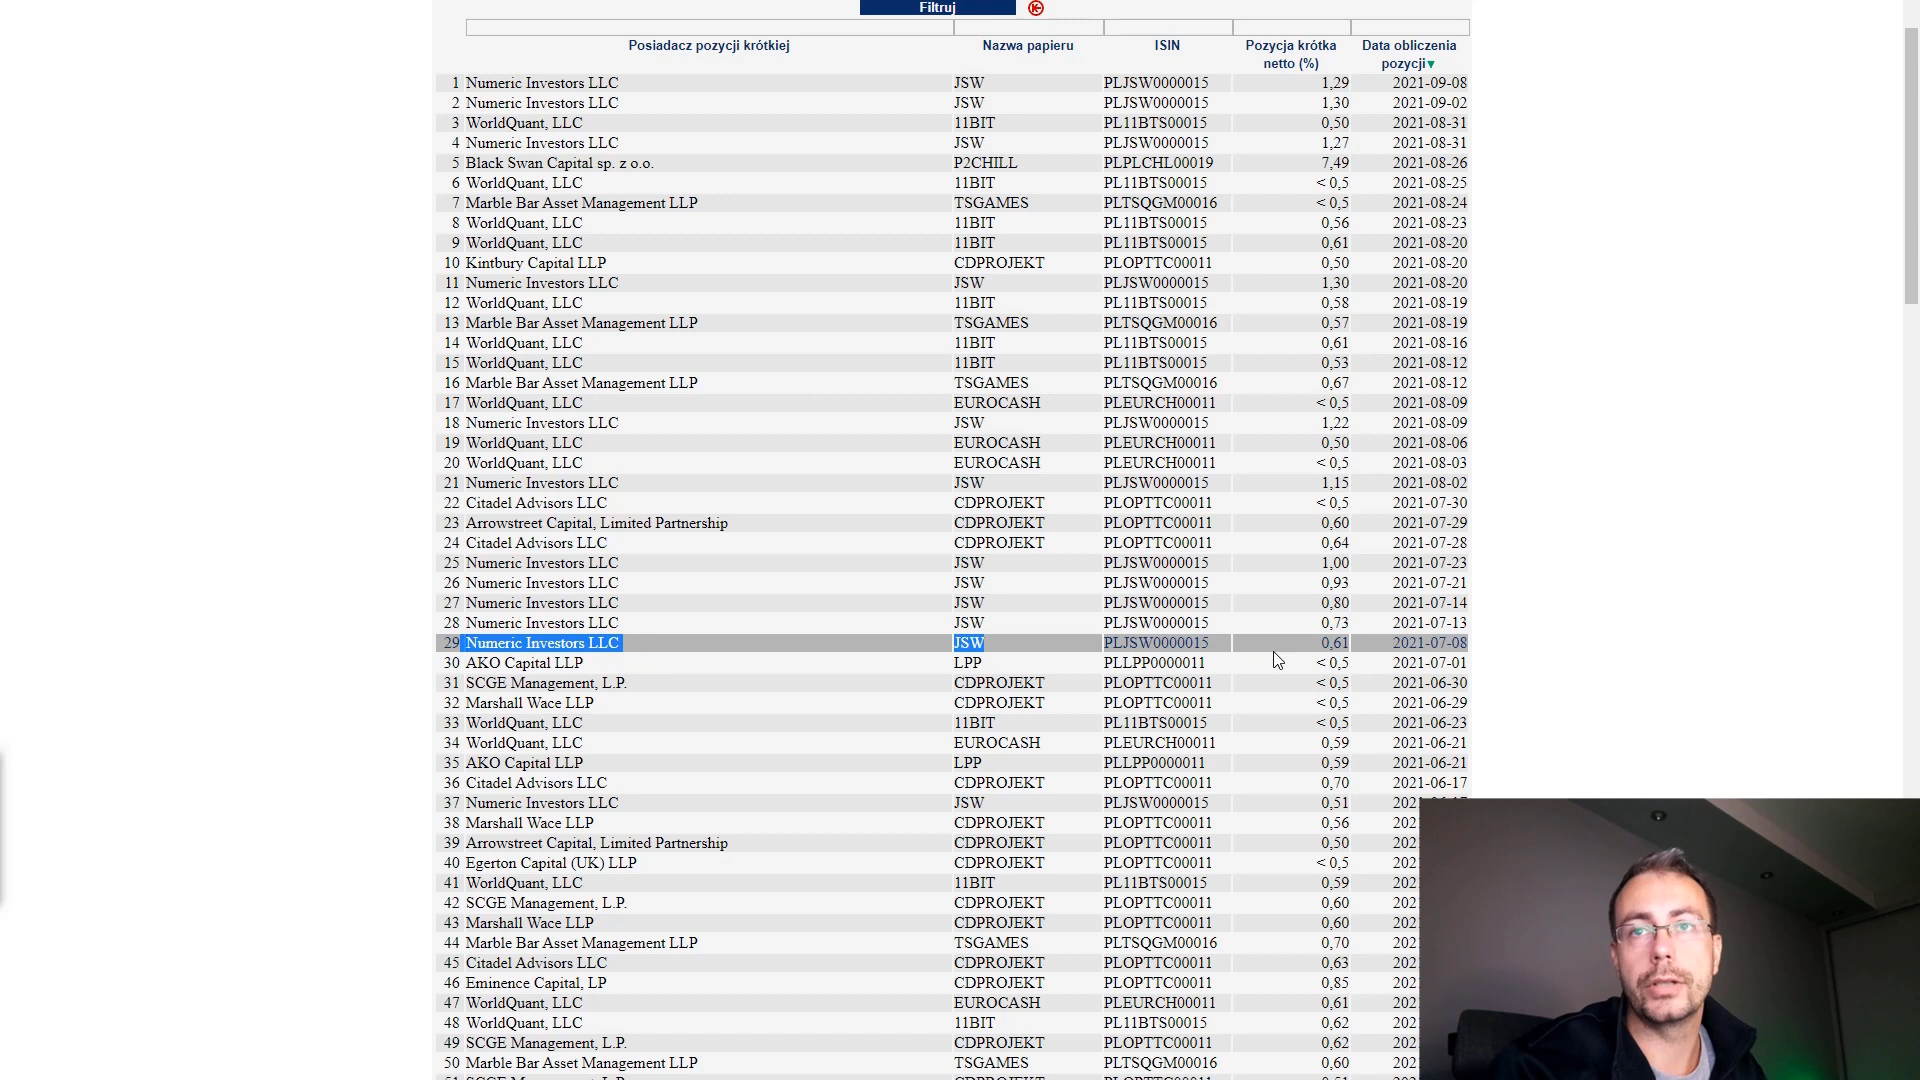 Filtruj
Posiadacz pozycji krótkiej Nazwa papieru ISIN Pozycja krótka netto (%) Data obliczenia pozycji▼
1 Numeric Investors LLC JSW PLJSW0000015 1,29 2021-09-08
2 Numeric Investors LLC JSW PLJSW0000015 1,30 2021-09-02
3 WorldQuant, LLC 11BIT PL11BTS00015 0,50 2021-08-31
4 Numeric Investors LLC JSW PLJSW0000015 1,27 2021-08-31
5 Black Swan Capital sp. z o.o. P2CHILL PLPLCHL00019 7,49 2021-08-26
6 WorldQuant, LLC 11BIT PL11BTS00015 < 0,5 2021-08-25
7 Marble Bar Asset Management LLP TSGAMES PLTSQGM00016 < 0,5 2021-08-24
8 WorldQuant, LLC 11BIT PL11BTS00015 0,56 2021-08-23
9 WorldQuant, LLC 11BIT PL11BTS00015 0,61 2021-08-20
10 Kintbury Capital LLP CDPROJEKT PLOPTTC00011 0,50 2021-08-20
11 Numeric Investors LLC JSW PLJSW0000015 1,30 2021-08-20
12 WorldQuant, LLC 11BIT PL11BTS00015 0,58 2021-08-19
13 Marble Bar Asset Management LLP TSGAMES PLTSQGM00016 0,57 2021-08-19
14 WorldQuant, LLC 11BIT PL11BTS00015 0,61 2021-08-16
15 WorldQuant, LLC 11BIT PL11BTS00015 0,53 2021-08-12
16 Marble Bar Asset Management LLP TSGAMES PLTSQGM00016 0,67 2021-08-12
17 WorldQuant, LLC EUROCASH PLEURCH00011 < 0,5 2021-08-09
18 Numeric Investors LLC JSW PLJSW0000015 1,22 2021-08-09
19 WorldQuant, LLC EUROCASH PLEURCH00011 0,50 2021-08-06
20 WorldQuant, LLC EUROCASH PLEURCH00011 < 0,5 2021-08-03
21 Numeric Investors LLC JSW PLJSW0000015 1,15 2021-08-02
22 Citadel Advisors LLC CDPROJEKT PLOPTTC00011 < 0,5 2021-07-30
23 Arrowstreet Capital, Limited Partnership CDPROJEKT PLOPTTC00011 0,60 2021-07-29
24 Citadel Advisors LLC CDPROJEKT PLOPTTC00011 0,64 2021-07-28
25 Numeric Investors LLC JSW PLJSW0000015 1,00 2021-07-23
26 Numeric Investors LLC JSW PLJSW0000015 0,93 2021-07-21
27 Numeric Investors LLC JSW PLJSW0000015 0,80 2021-07-14
28 Numeric Investors LLC JSW PLJSW0000015 0,73 2021-07-13
29 Numeric Investors LLC JSW PLJSW0000015 0,61 2021-07-08
30 AKO Capital LLP LPP PLLPP0000011 < 0,5 2021-07-01
31 SCGE Management, L.P. CDPROJEKT PLOPTTC00011 < 0,5 2021-06-30
32 Marshall Wace LLP CDPROJEKT PLOPTTC00011 < 0,5 2021-06-29
33 WorldQuant, LLC 11BIT PL11BTS00015 < 0,5 2021-06-23
34 WorldQuant, LLC EUROCASH PLEURCH00011 0,59 2021-06-21
35 AKO Capital LLP LPP PLLPP0000011 0,59 2021-06-21
36 Citadel Advisors LLC CDPROJEKT PLOPTTC00011 0,70 2021-06-17
37 Numeric Investors LLC JSW PLJSW0000015 0,51 2021-06-17
38 Marshall Wace LLP CDPROJEKT PLOPTTC00011 0,56 202
39 Arrowstreet Capital, Limited Partnership CDPROJEKT PLOPTTC00011 0,50 202
40 Egerton Capital (UK) LLP CDPROJEKT PLOPTTC00011 < 0,5 202
41 WorldQuant, LLC 11BIT PL11BTS00015 0,59 202
42 SCGE Management, L.P. CDPROJEKT PLOPTTC00011 0,60 202
43 Marshall Wace LLP CDPROJEKT PLOPTTC00011 0,60 202
44 Marble Bar Asset Management LLP TSGAMES PLTSQGM00016 0,70 202
45 Citadel Advisors LLC CDPROJEKT PLOPTTC00011 0,63 202
46 Eminence Capital, LP CDPROJEKT PLOPTTC00011 0,85 202
47 WorldQuant, LLC EUROCASH PLEURCH00011 0,61 202
48 WorldQuant, LLC 11BIT PL11BTS00015 0,62 202
49 SCGE Management, L.P. CDPROJEKT PLOPTTC00011 0,62 202
50 Marble Bar Asset Management LLP TSGAMES PLTSQGM00016 0,60 202